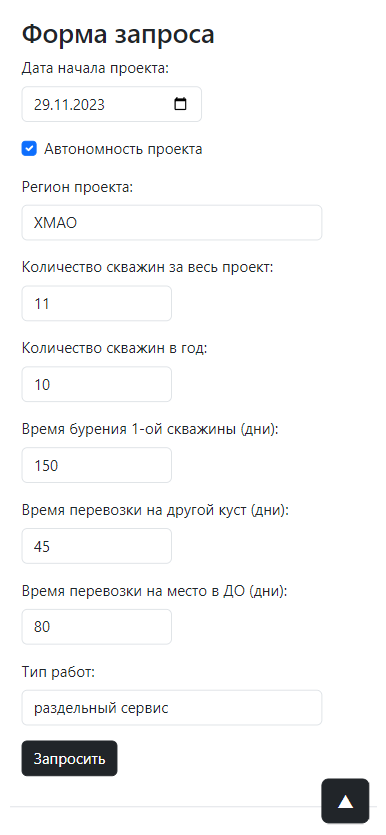 Форма запроса
Дата начала проекта:
29.11.2023
Автономность проекта
Регион проекта:
ХМАО
Количество скважин за весь проект:
11
Количество скважин в год:
10
Время бурения 1-ой скважины (дни):
150
Время перевозки на другой куст (дни):
45
Время перевозки на место в ДО (дни):
80
Тип работ:
раздельный сервис
Запросить